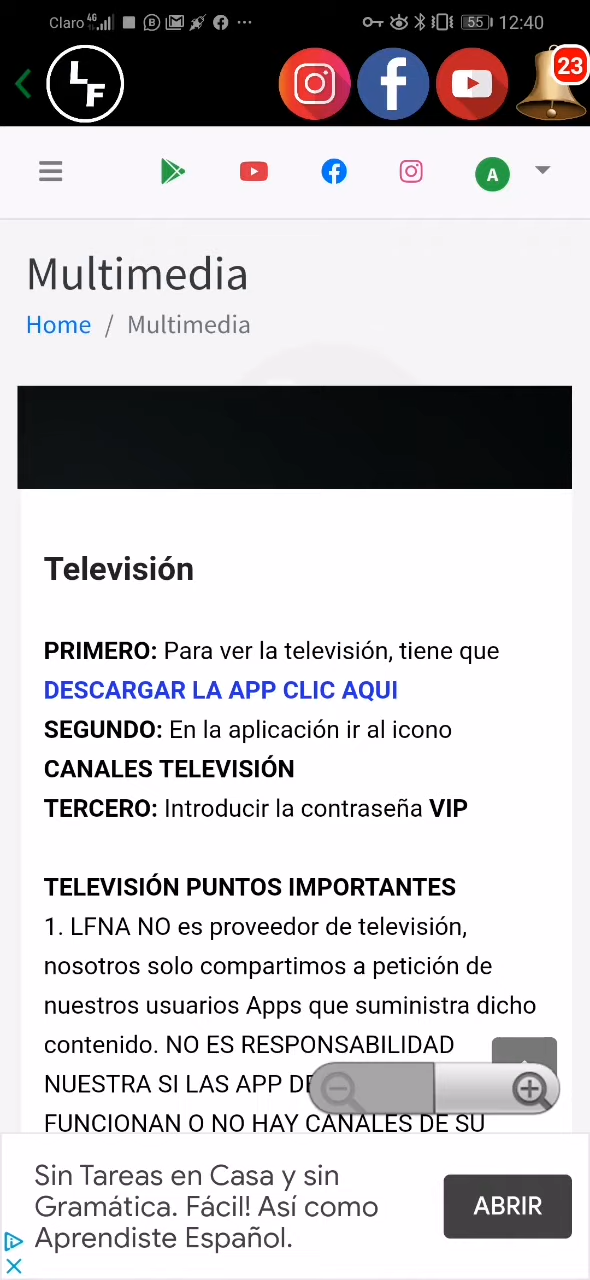 Claro 4G 55 12:40
LF
23
A
Multimedia
Home / Multimedia
Televisión
PRIMERO: Para ver la televisión, tiene que
DESCARGAR LA APP CLIC AQUI
SEGUNDO: En la aplicación ir al icono
CANALES TELEVISIÓN
TERCERO: Introducir la contraseña VIP
TELEVISIÓN PUNTOS IMPORTANTES
1. LFNA NO es proveedor de televisión,
nosotros solo compartimos a petición de
nuestros usuarios Apps que suministra dicho
contenido. NO ES RESPONSABILIDAD
NUESTRA SI LAS APP
FUNCIONAN O NO HAY CANALES DE SU
Sin Tareas en Casa y sin
Gramática. Fácil! Así como
Aprendiste Español.
ABRIR